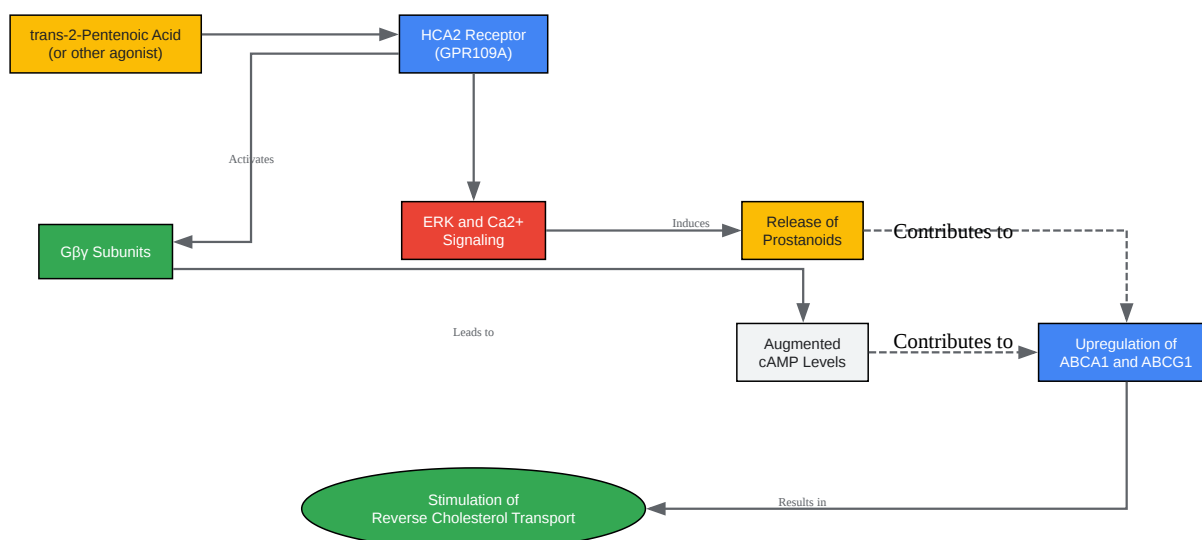 trans-2-Pentenoic Acid
(or other agonist)
HCA2 Receptor
(GPR109A)
Activates
Gβγ Subunits
ERK and Ca2+
Signaling
Induces
Release of
Prostanoids
Contributes to
Leads to
Augmented
cAMP Levels
Contributes to
Upregulation of
ABCA1 and ABCG1
Stimulation of
Reverse Cholesterol Transport
Results in